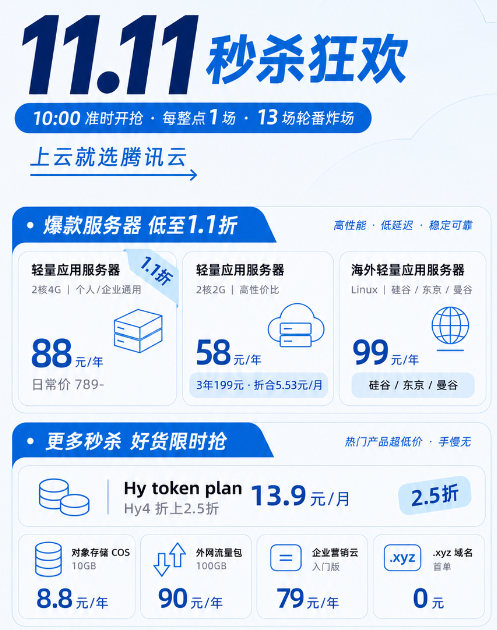 11.11 秒杀狂欢
10:00 准时开抢 · 每整点 1 场 · 13 场轮番炸场
上云就选腾讯云
• 爆款服务器 低至1.1折
高性能 · 低延迟 · 稳定可靠
轻量应用服务器
2核4G | 个人/企业通用
1.1折
88 元/年
日常价 789-
轻量应用服务器
2核2G | 高性价比
58 元/年
3年199元 · 折合5.53元/月
海外轻量应用服务器
Linux | 硅谷 / 东京 / 曼谷
99 元/年
硅谷 / 东京 / 曼谷
• 更多秒杀 好货限时抢
热门产品超低价 · 手慢无
Hy token plan 13.9 元/月
Hy4 折上2.5折
2.5折
对象存储 COS
10GB
8.8 元/年
外网流量包
100GB
90 元/年
企业营销云
入门版
79 元/年
.xyz
.xyz 域名
首单
0 元